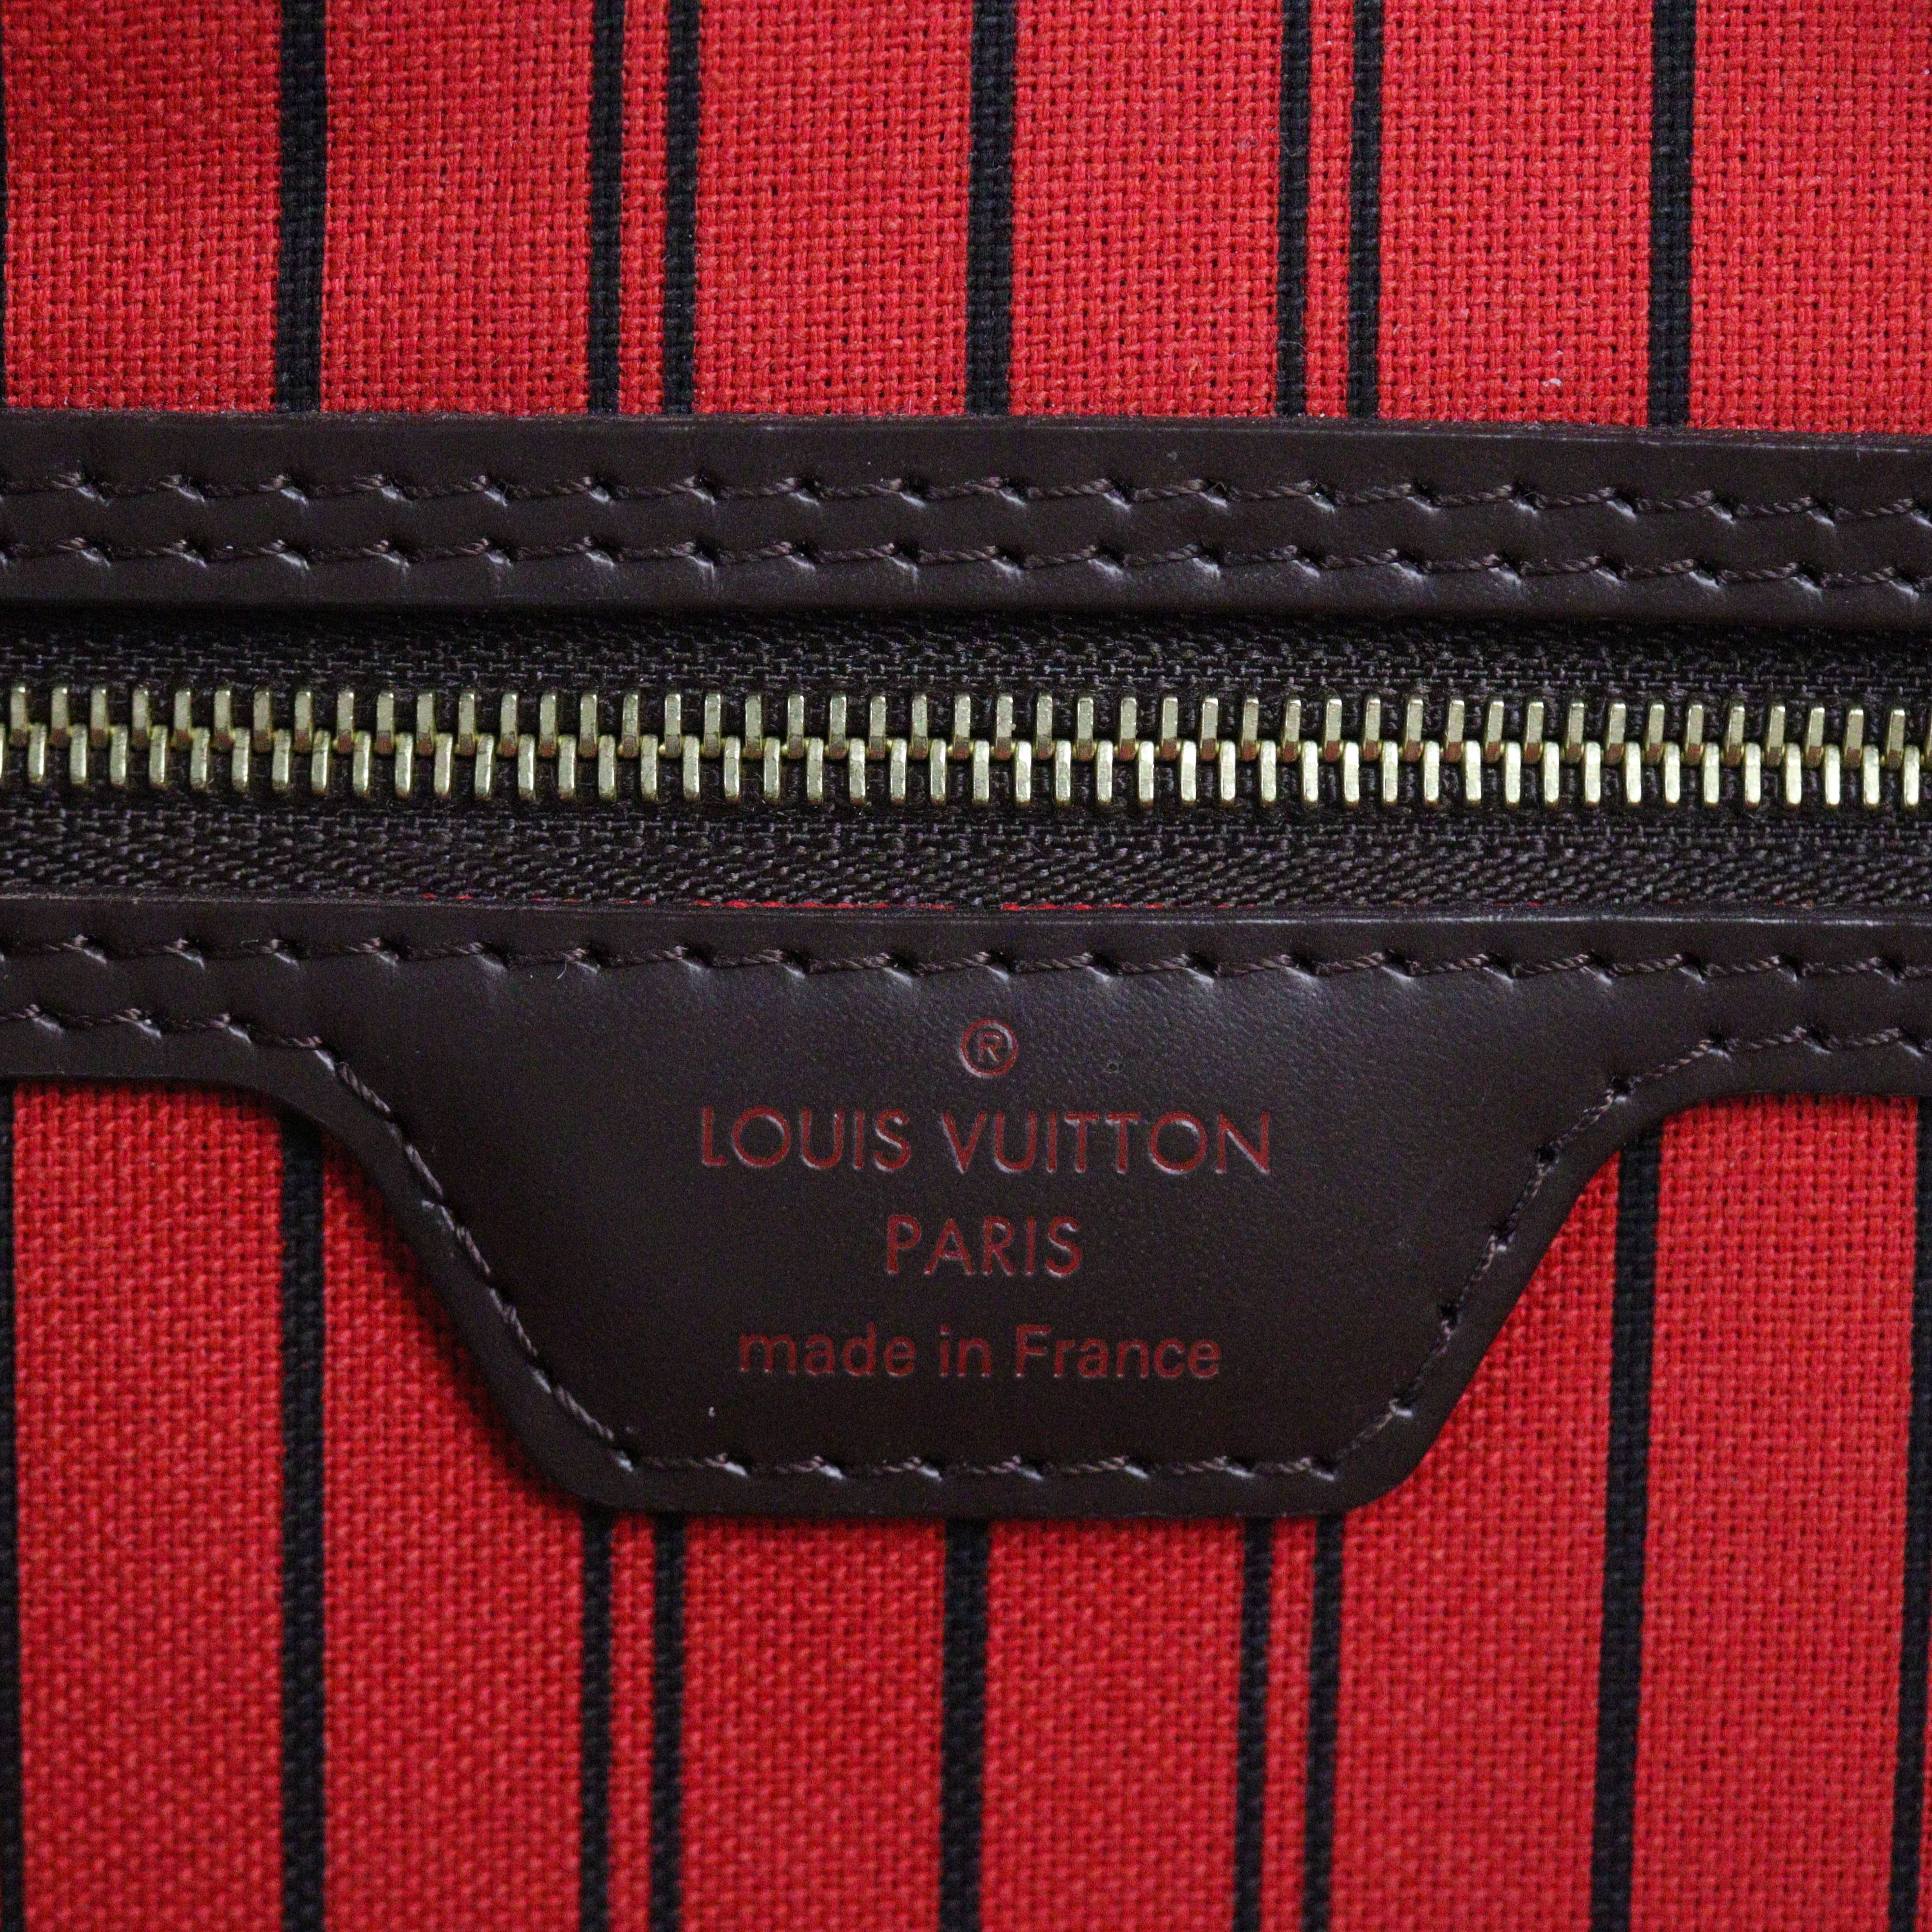 ®
LOUIS VUITTON
PARIS
made in France